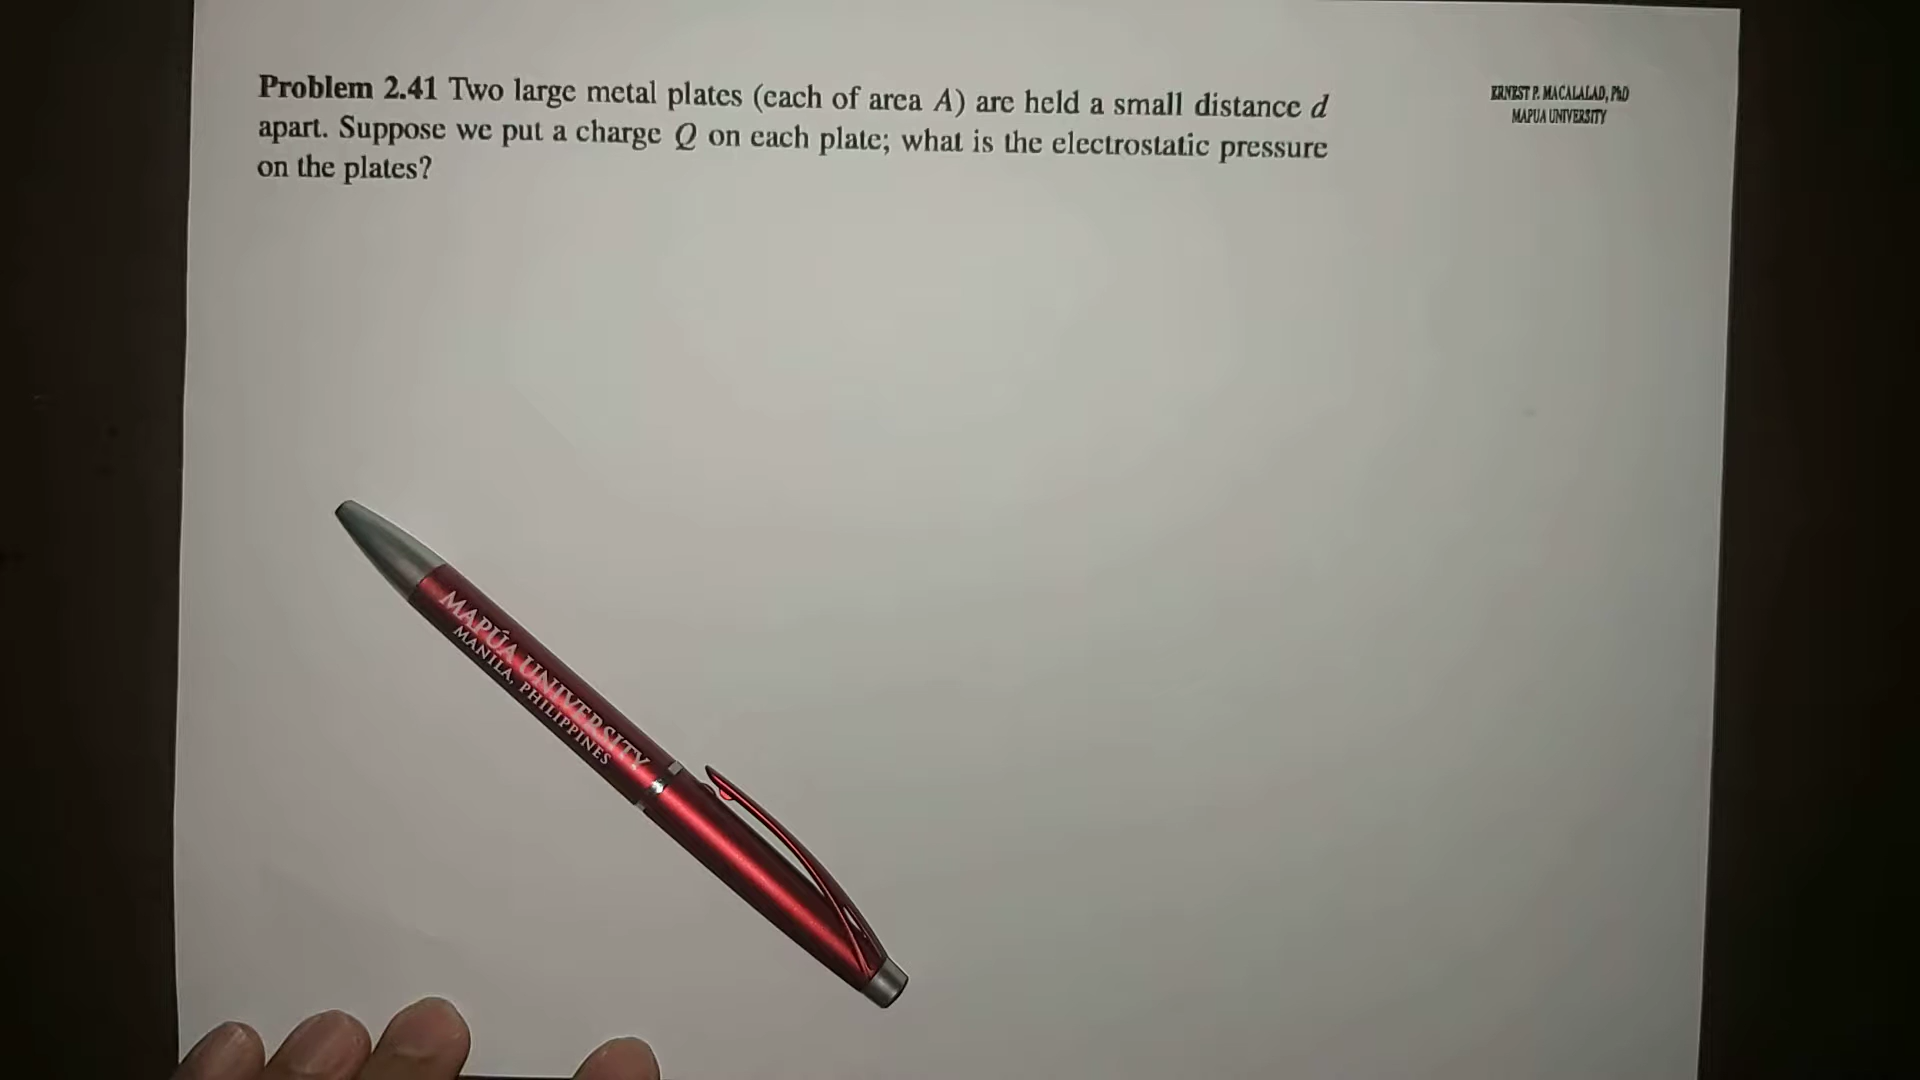 Problem 2.41 Two large metal plates (each of area A) are held a small distance d
apart. Suppose we put a charge Q on each plate; what is the electrostatic pressure
on the plates?
ERNEST P. MACALALAD, PhD
MAPUA UNIVERSITY
MAPÚA UNIVERSITY
MANILA, PHILIPPINES